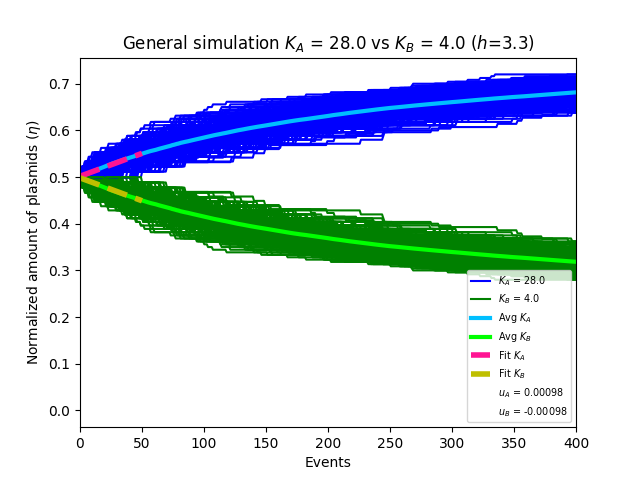 General simulation K_A = 28.0 vs K_B = 4.0 (h=3.3)
Normalized amount of plasmids (η)
0.7
0.6
0.5
0.4
0.3
0.2
0.1
0.0
K_A = 28.0
K_B = 4.0
Avg K_A
Avg K_B
Fit K_A
Fit K_B
u_A = 0.00098
u_B = -0.00098
0 50 100 150 200 250 300 350 400
Events